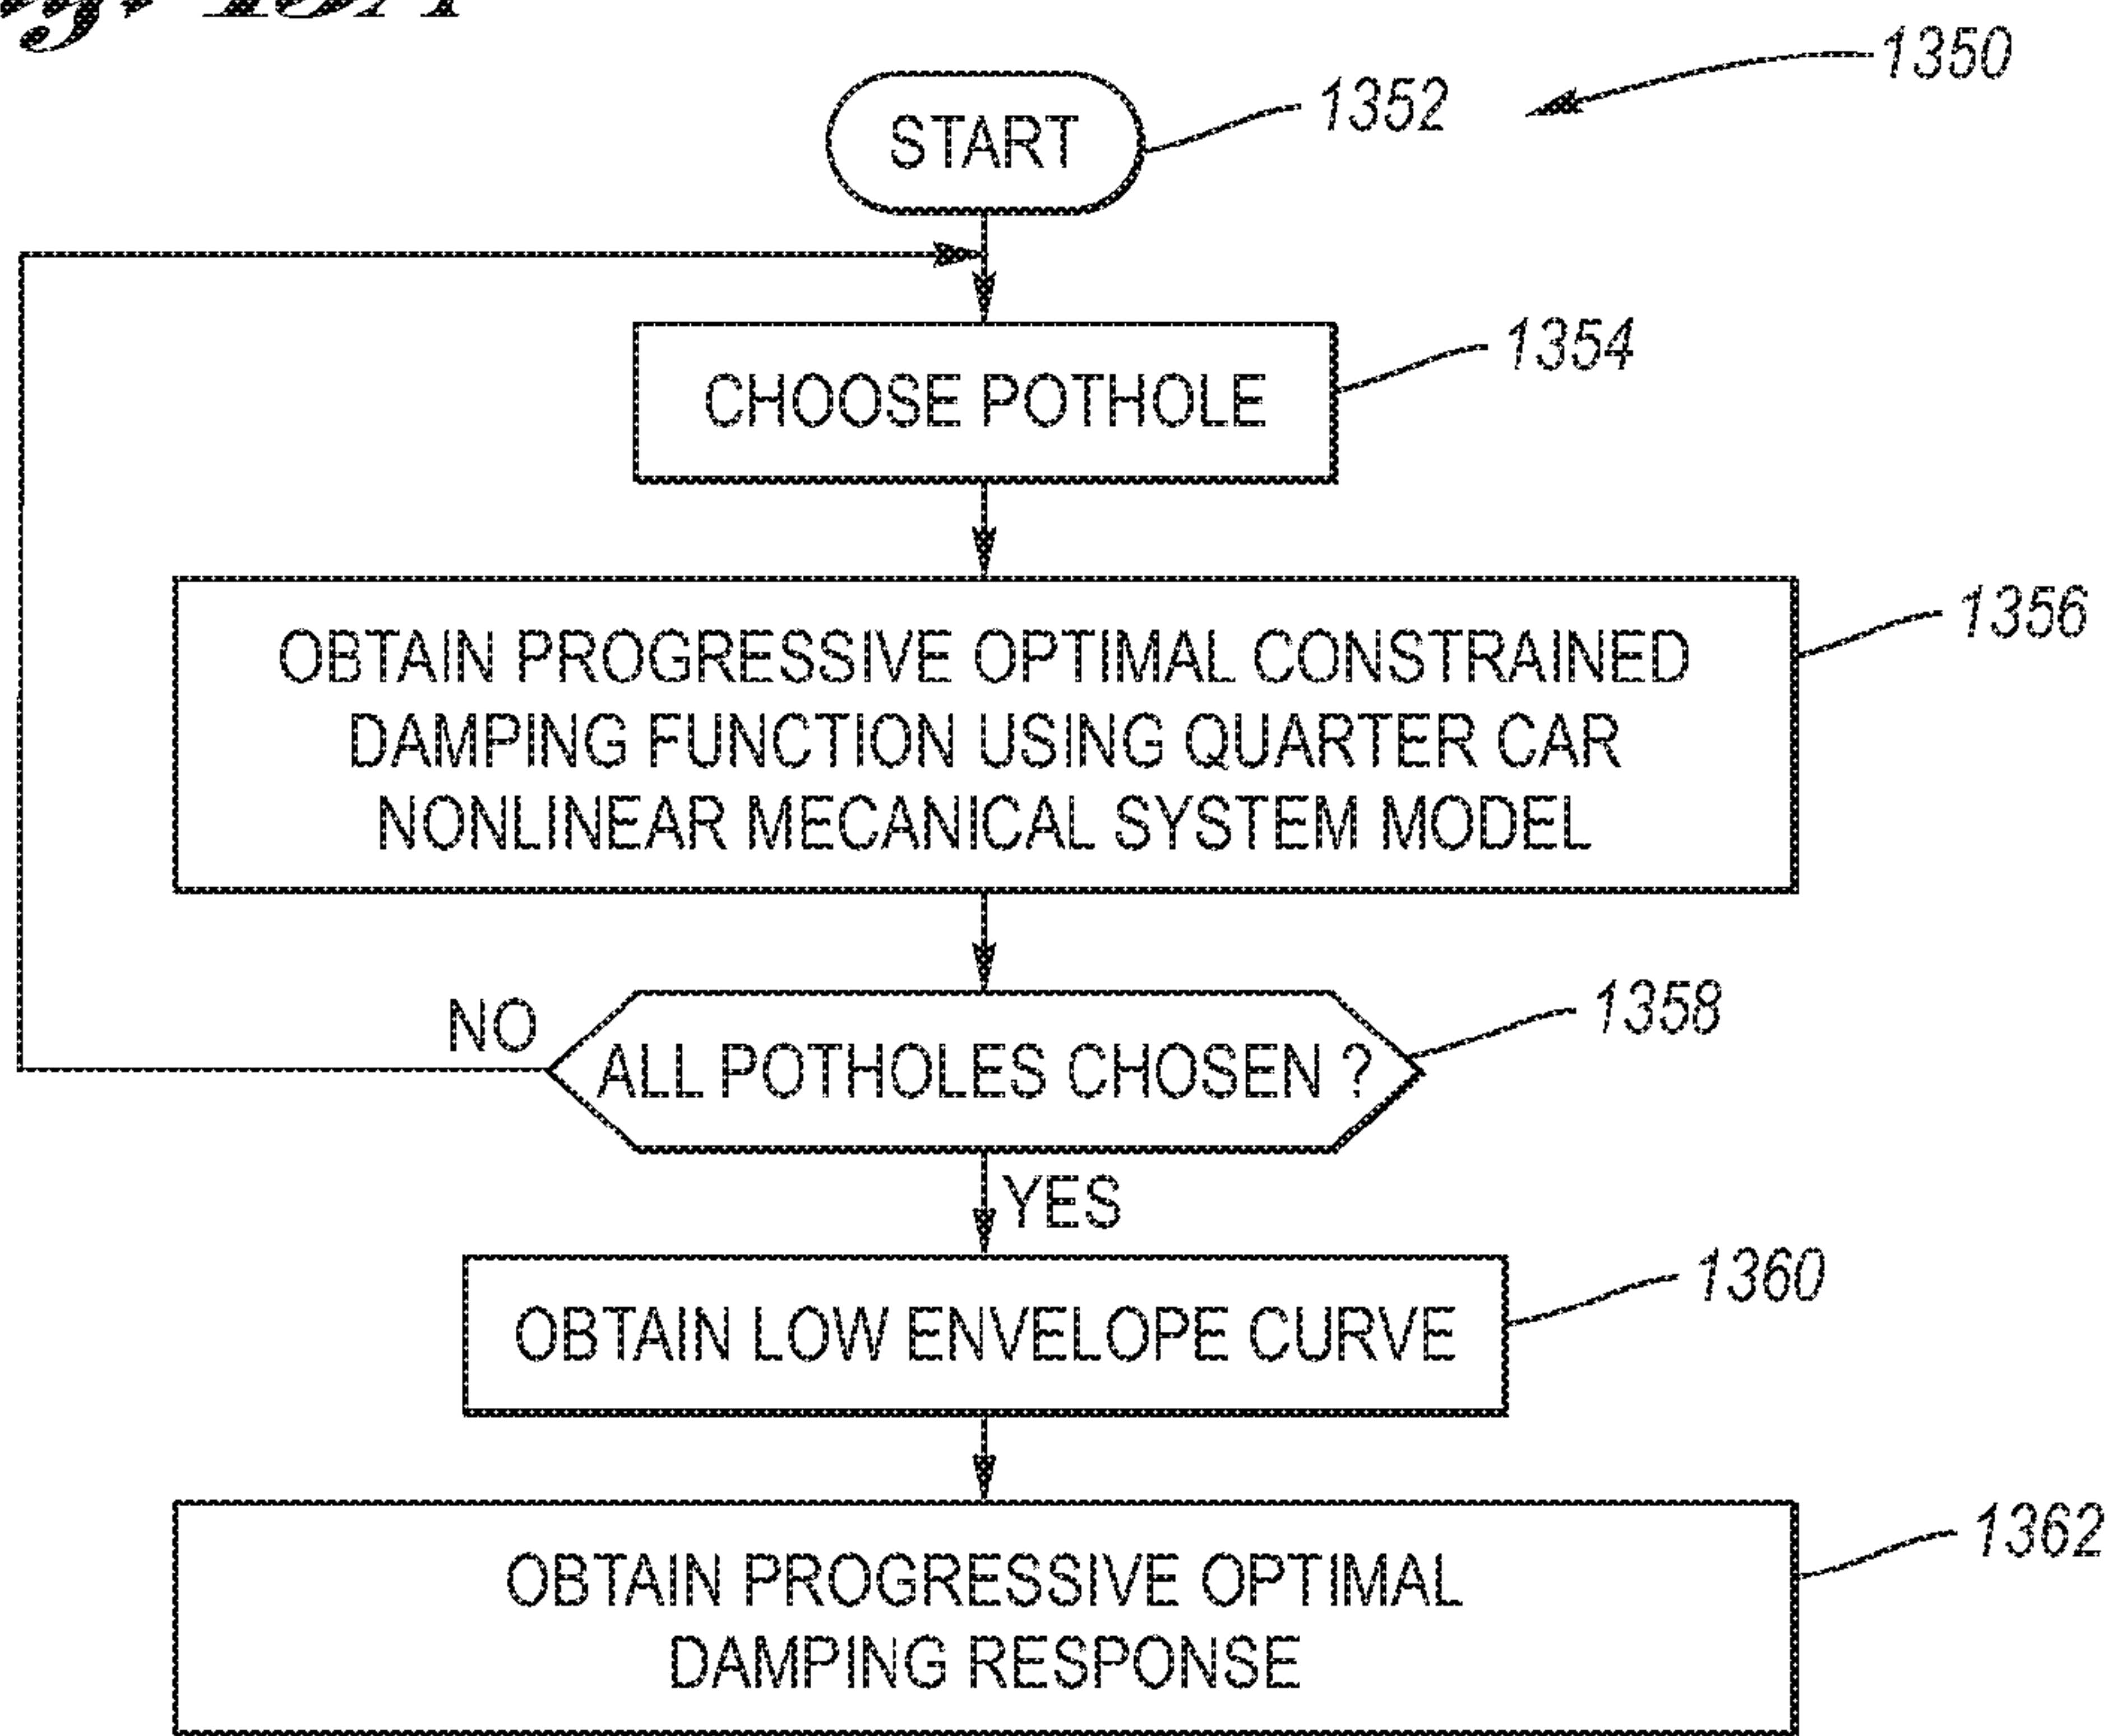 1350
START
1352
CHOOSE POTHOLE
1354
OBTAIN PROGRESSIVE OPTIMAL CONSTRAINED
DAMPING FUNCTION USING QUARTER CAR
NONLINEAR MECANICAL SYSTEM MODEL
1356
NO
ALL POTHOLES CHOSEN ?
1358
YES
OBTAIN LOW ENVELOPE CURVE
1360
OBTAIN PROGRESSIVE OPTIMAL
DAMPING RESPONSE
1362